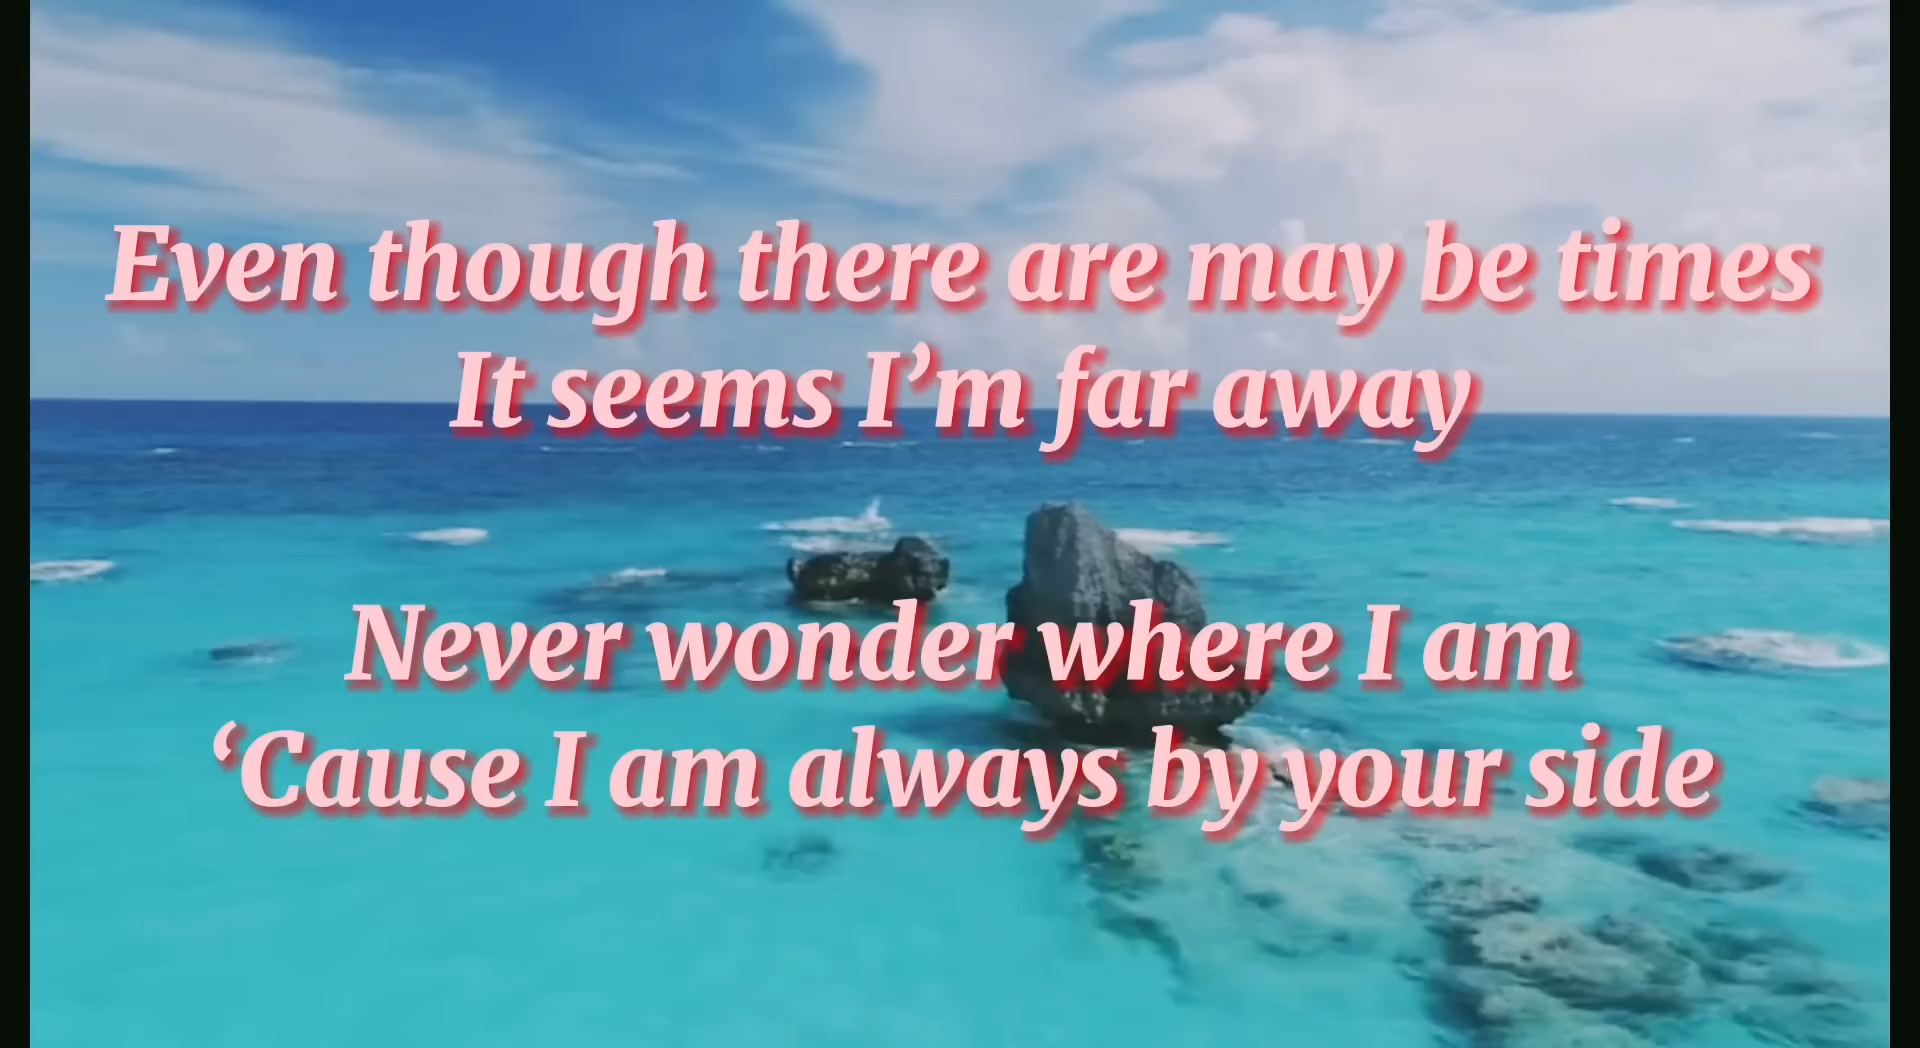 Even though there are may be times
It seems I’m far away
Never wonder where I am
‘Cause I am always by your side